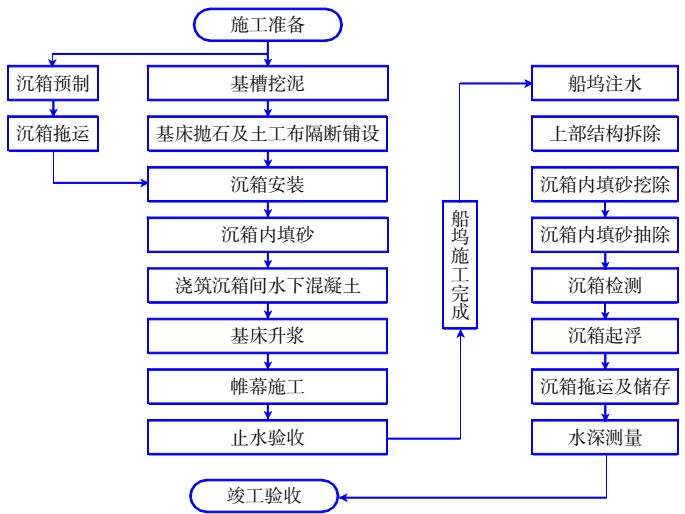 施工准备
沉箱预制
沉箱拖运
基槽挖泥
基床抛石及土工布隔断铺设
沉箱安装
沉箱内填砂
浇筑沉箱间水下混凝土
基床升浆
帷幕施工
止水验收
船坞施工完成
船坞注水
上部结构拆除
沉箱内填砂挖除
沉箱内填砂抽除
沉箱检测
沉箱起浮
沉箱拖运及储存
水深测量
竣工验收